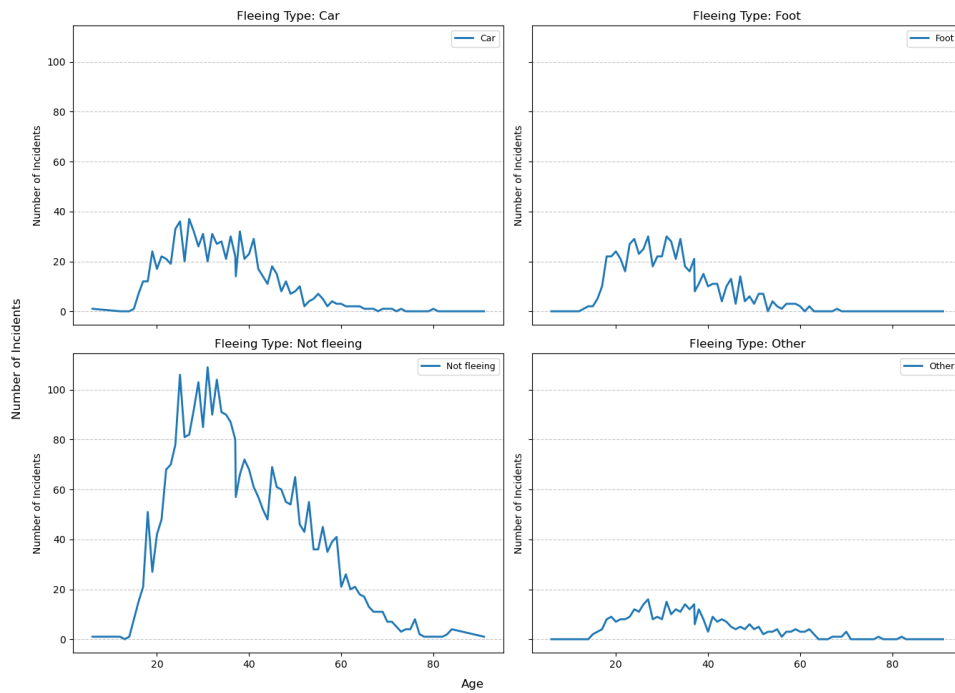 Fleeing Type: Car
Fleeing Type: Foot
Car
Foot
100
80
60
40
20
0
Number of Incidents
Number of Incidents
Number of Incidents
Fleeing Type: Not fleeing
Fleeing Type: Other
Not fleeing
Other
100
80
60
40
20
0
Number of Incidents
Number of Incidents
20
40
60
80
20
40
60
80
Age